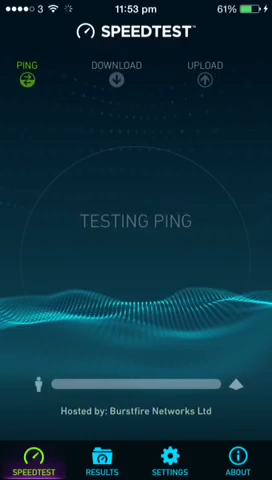 3 11:53 pm 61%
SPEEDTEST™
PING DOWNLOAD UPLOAD
TESTING PING
Hosted by: Burstfire Networks Ltd
SPEEDTEST RESULTS SETTINGS ABOUT